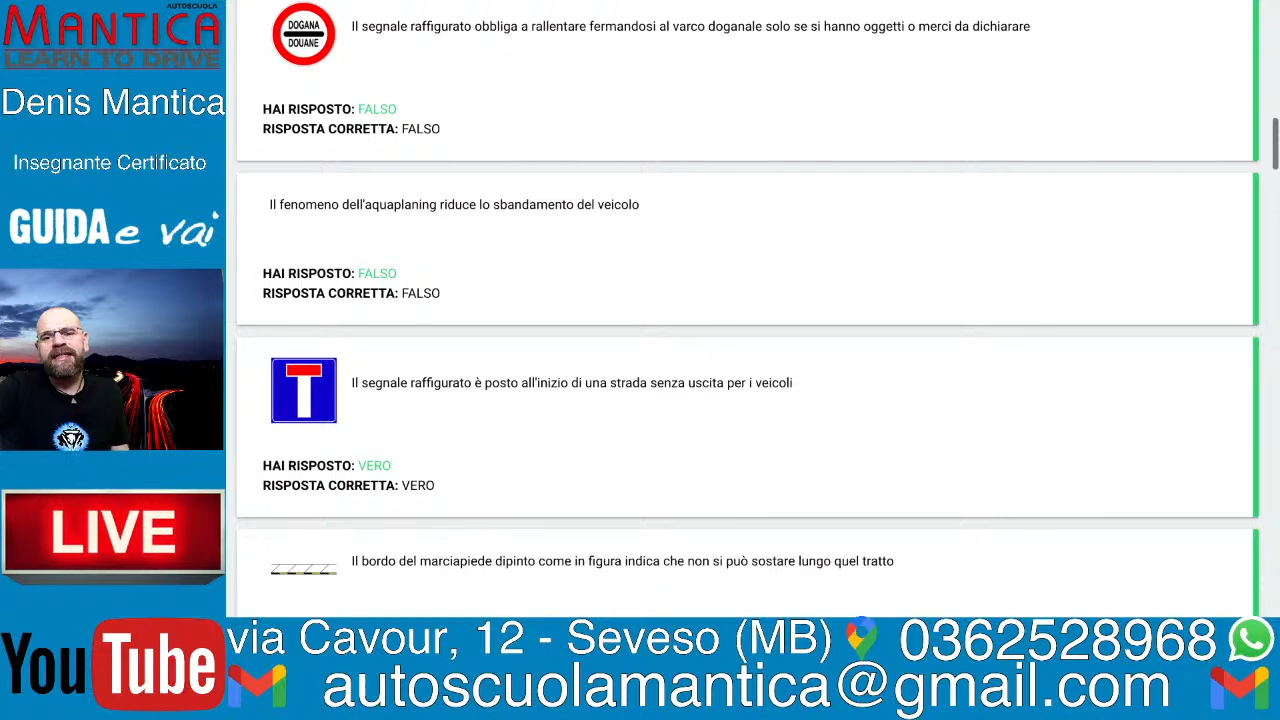 AUTOSCUOLA
MANTICA
LEARN TO DRIVE
Denis Mantica
Insegnante Certificato
GUIDA e vai
LIVE
YouTube
DOGANA
DOUANE
Il segnale raffigurato obbliga a rallentare fermandosi al varco doganale solo se si hanno oggetti o merci da dichiarare
HAI RISPOSTO: FALSO
RISPOSTA CORRETTA: FALSO
Il fenomeno dell'aquaplaning riduce lo sbandamento del veicolo
HAI RISPOSTO: FALSO
RISPOSTA CORRETTA: FALSO
Il segnale raffigurato è posto all'inizio di una strada senza uscita per i veicoli
HAI RISPOSTO: VERO
RISPOSTA CORRETTA: VERO
Il bordo del marciapiede dipinto come in figura indica che non si può sostare lungo quel tratto
via Cavour, 12 - Seveso (MB) 0362528968
autoscuolamantica@gmail.com